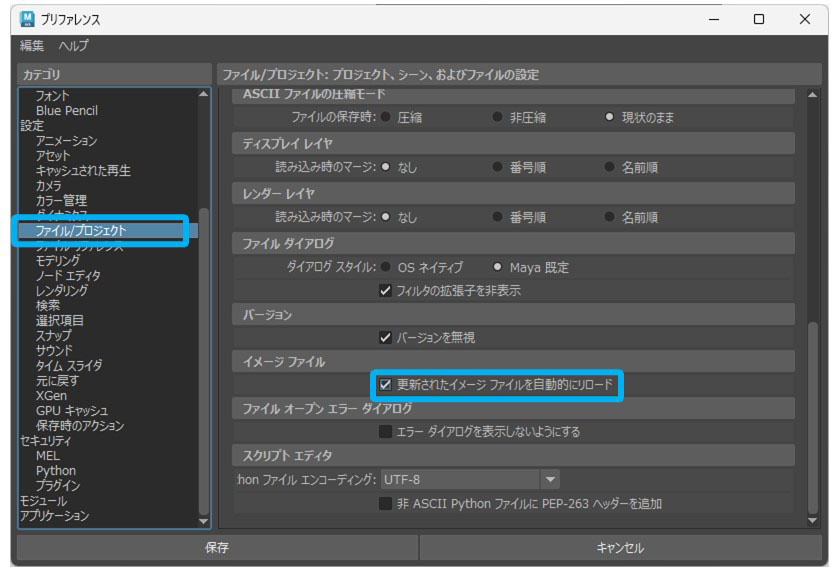 プリファレンス
編集 ヘルプ
カテゴリ
フォント
Blue Pencil
設定
アニメーション
アセット
キャッシュされた再生
カメラ
カラー管理
ダイナミクス
ファイル/プロジェクト
ファイル リファレンス
モデリング
ノード エディタ
レンダリング
検索
選択項目
スナップ
サウンド
タイム スライダ
元に戻す
XGen
GPU キャッシュ
保存時のアクション
セキュリティ
MEL
Python
プラグイン
モジュール
アプリケーション
ファイル/プロジェクト: プロジェクト、シーン、およびファイルの設定
ASCII ファイルの圧縮モード
ファイルの保存時: 圧縮 非圧縮 現状のまま
ディスプレイ レイヤ
読み込み時のマージ: なし 番号順 名前順
レンダー レイヤ
読み込み時のマージ: なし 番号順 名前順
ファイル ダイアログ
ダイアログ スタイル: OS ネイティブ Maya 既定
フィルタの拡張子を非表示
バージョン
バージョンを無視
イメージ ファイル
更新されたイメージ ファイルを自動的にリロード
ファイル オープン エラー ダイアログ
エラー ダイアログを表示しないようにする
スクリプト エディタ
hon ファイル エンコーディング: UTF-8
非 ASCII Python ファイルに PEP-263 ヘッダーを追加
保存 キャンセル